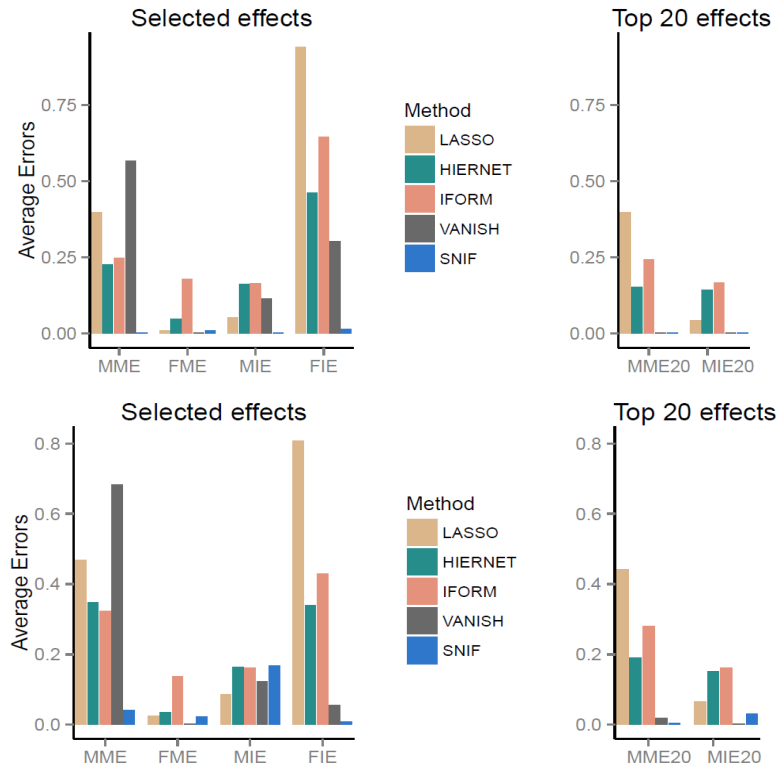 Selected effects
Average Errors
0.75
0.50
0.25
0.00
MME FME MIE FIE
Method
LASSO
HIERNET
IFORM
VANISH
SNIF
Top 20 effects
0.75
0.50
0.25
0.00
MME20 MIE20
Selected effects
Average Errors
0.8
0.6
0.4
0.2
0.0
MME FME MIE FIE
Method
LASSO
HIERNET
IFORM
VANISH
SNIF
Top 20 effects
0.8
0.6
0.4
0.2
0.0
MME20 MIE20